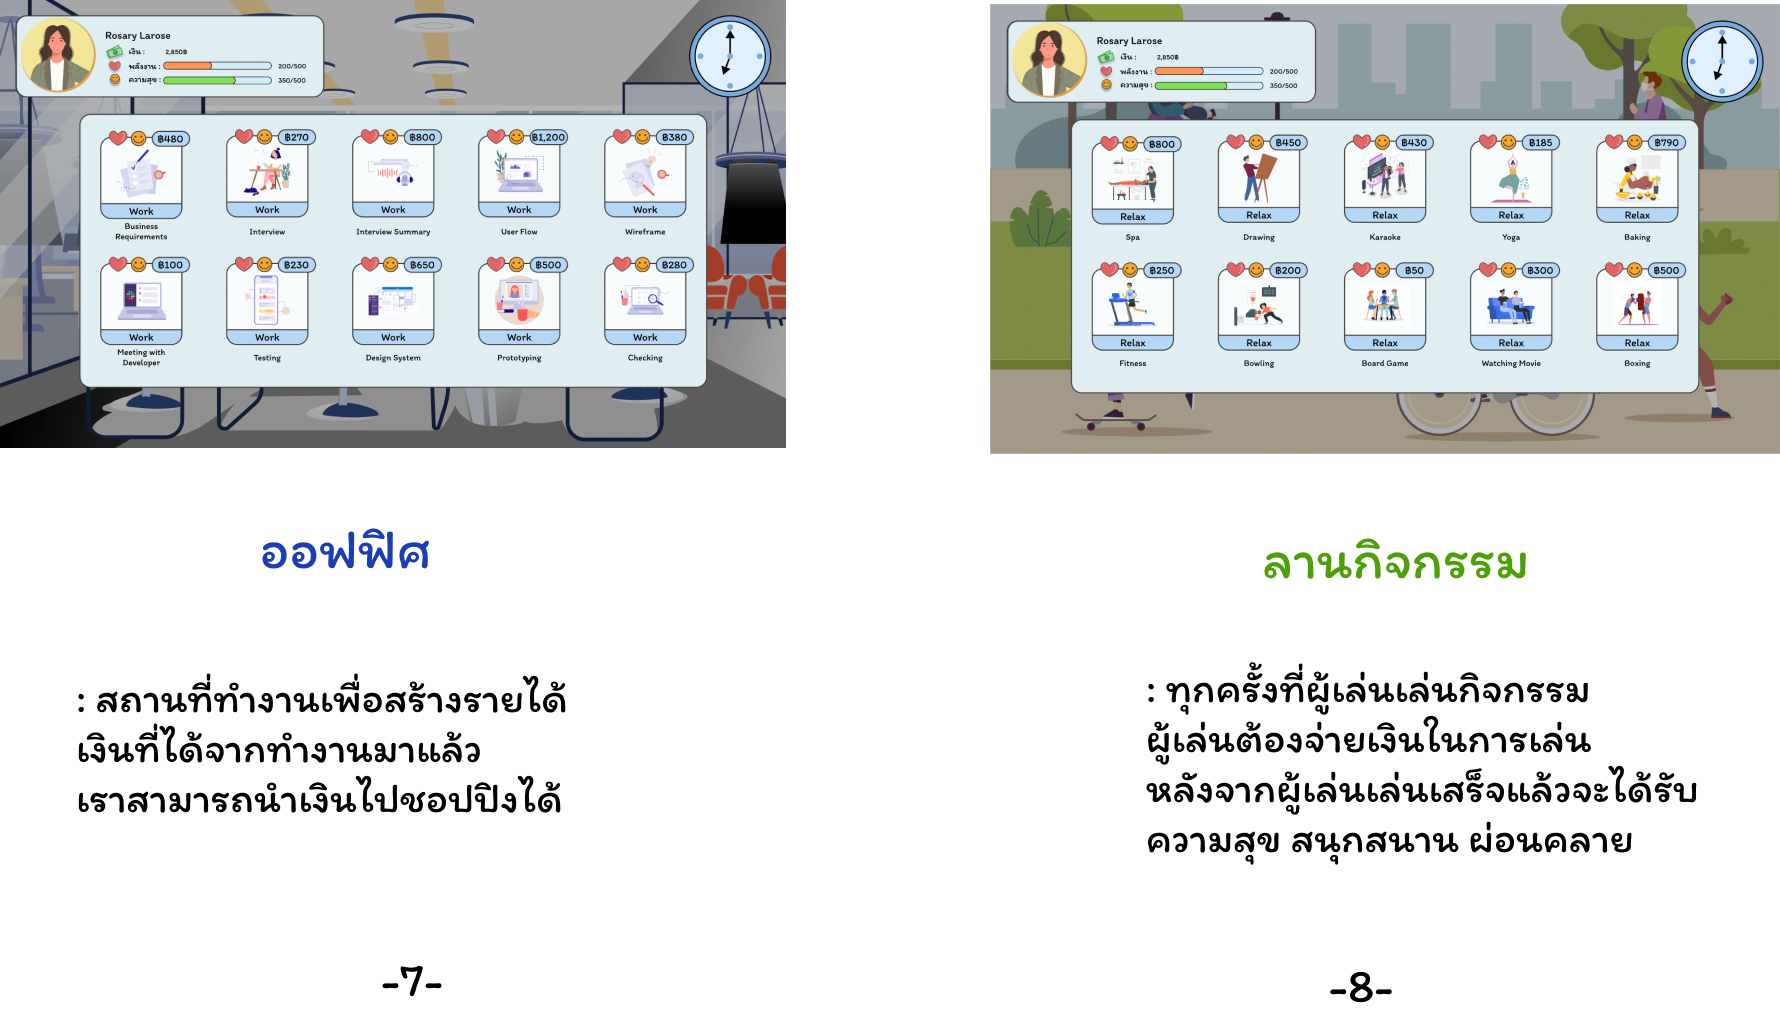 Rosary Larose
เงิน : 2,850฿
พลังงาน : 200/500
ความสุข : 350/500
฿480 ฿270 ฿800 ฿1,200 ฿380
Work Work Work Work Work
Business Requirements Interview Interview Summary User Flow Wireframe
฿100 ฿230 ฿650 ฿500 ฿280
Work Work Work Work Work
Meeting with Developer Testing Design System Prototyping Checking
ออฟฟิศ
: สถานที่ทำงานเพื่อสร้างรายได้
เงินที่ได้จากทำงานมาแล้ว
เราสามารถนำเงินไปชอปปิงได้
-7-
Rosary Larose
เงิน : 2,850฿
พลังงาน : 200/500
ความสุข : 350/500
฿800 ฿450 ฿430 ฿185 ฿790
Relax Relax Relax Relax Relax
Spa Drawing Karaoke Yoga Baking
฿250 ฿200 ฿50 ฿300 ฿500
Relax Relax Relax Relax Relax
Fitness Bowling Board Game Watching Movie Boxing
ลานกิจกรรม
: ทุกครั้งที่ผู้เล่นเล่นกิจกรรม
ผู้เล่นต้องจ่ายเงินในการเล่น
หลังจากผู้เล่นเล่นเสร็จแล้วจะได้รับ
ความสุข สนุกสนาน ผ่อนคลาย
-8-